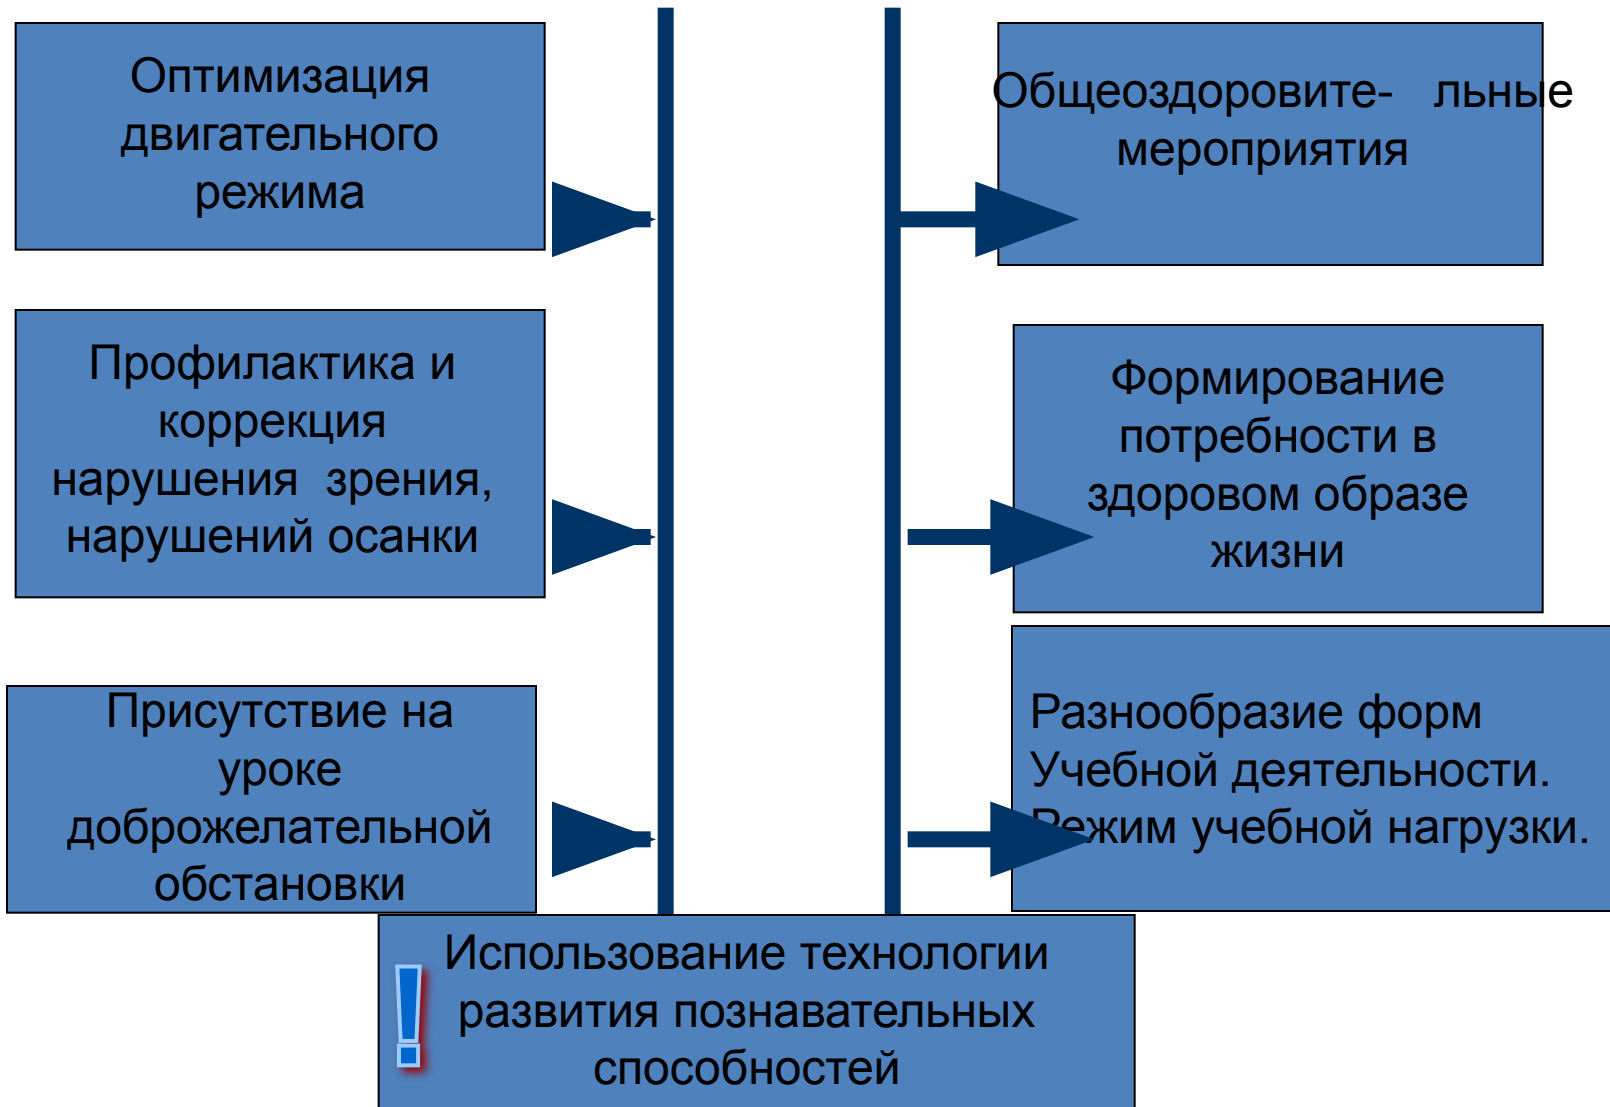 Оптимизация
двигательного
режима
Общеоздоровите- льные
мероприятия
Профилактика и
коррекция
нарушения зрения,
нарушений осанки
Формирование
потребности в
здоровом образе
жизни
Присутствие на
уроке
доброжелательной
обстановки
Разнообразие форм
Учебной деятельности.
Режим учебной нагрузки.
!
Использование технологии
развития познавательных
способностей